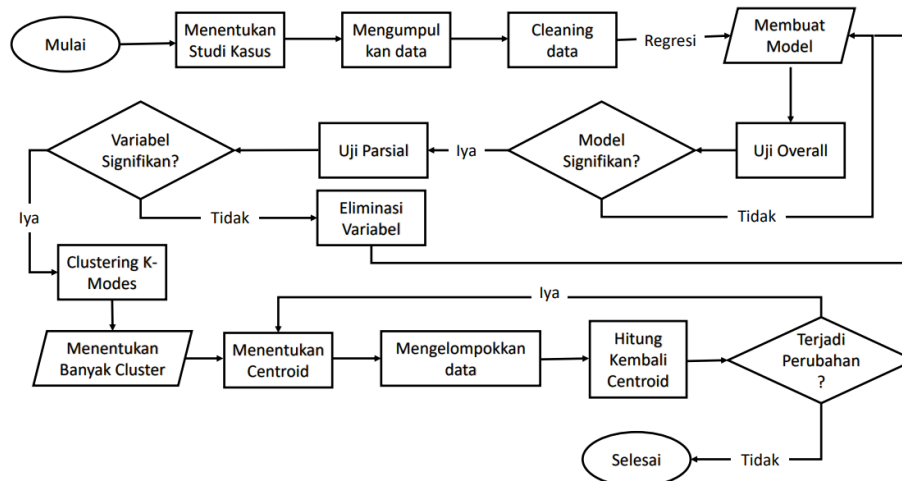 Mulai
Menentukan
Studi Kasus
Mengumpul
kan data
Cleaning
data
Regresi
Membuat
Model
Variabel
Signifikan?
Uji Parsial
Iya
Model
Signifikan?
Uji Overall
Iya
Tidak
Eliminasi
Variabel
Tidak
Clustering K-
Modes
Iya
Menentukan
Banyak Cluster
Menentukan
Centroid
Mengelompokkan
data
Hitung
Kembali
Centroid
Terjadi
Perubahan
?
Selesai
Tidak